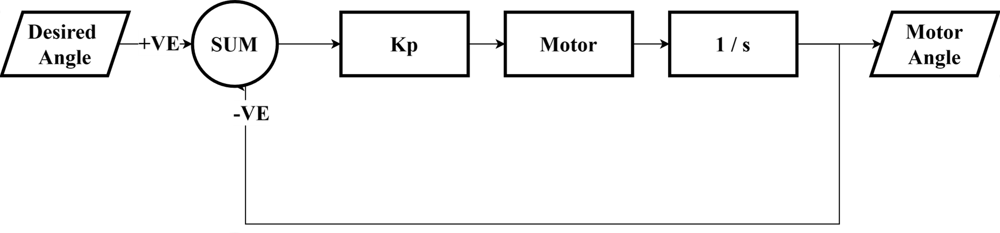 Desired
Angle
+VE
SUM
Kp
Motor
1 / s
Motor
Angle
-VE